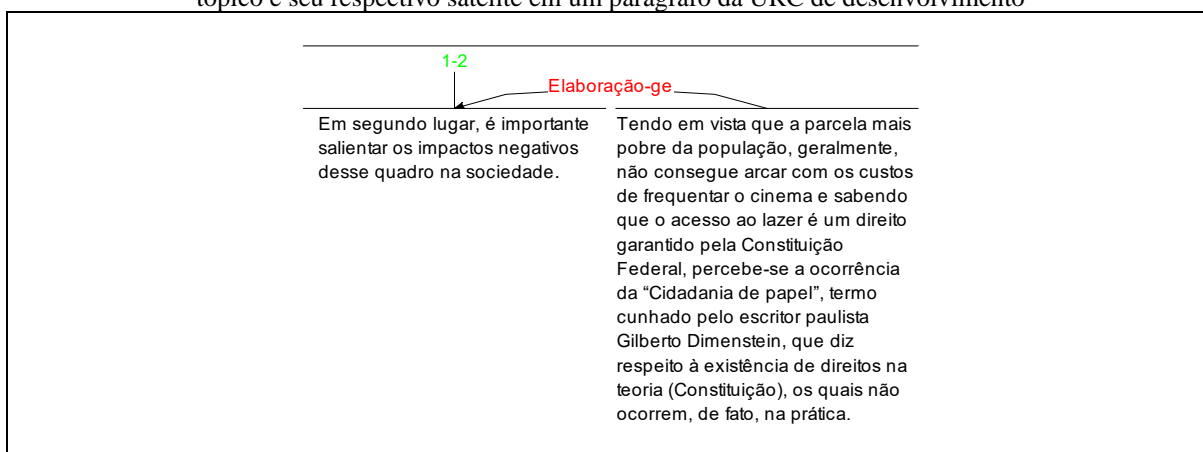 tópico e seu respectivo satélite em um parágrafo da URC de desenvolvimento
1-2
Elaboração-ge
Em segundo lugar, é importante
salientar os impactos negativos
desse quadro na sociedade.
Tendo em vista que a parcela mais
pobre da população, geralmente,
não consegue arcar com os custos
de frequentar o cinema e sabendo
que o acesso ao lazer é um direito
garantido pela Constituição
Federal, percebe-se a ocorrência
da “Cidadania de papel”, termo
cunhado pelo escritor paulista
Gilberto Dimenstein, que diz
respeito à existência de direitos na
teoria (Constituição), os quais não
ocorrem, de fato, na prática.